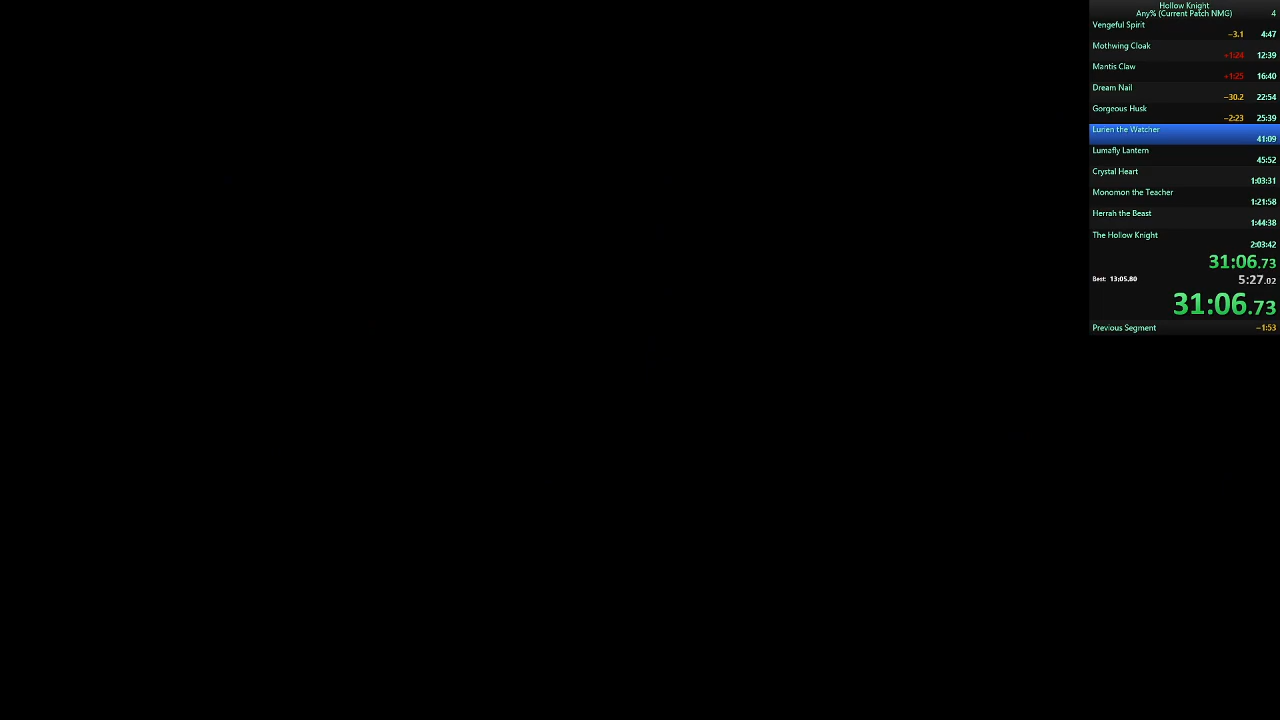 Hollow Knight
Any% (Current Patch NMG) 4
Vengeful Spirit
−3.1 4:47
Mothwing Cloak
+1:24 12:39
Mantis Claw
+1:25 16:40
Dream Nail
−30.2 22:54
Gorgeous Husk
−2:23 25:39
Lurien the Watcher
41:09
Lumafly Lantern
45:52
Crystal Heart
1:03:31
Monomon the Teacher
1:21:58
Herrah the Beast
1:44:38
The Hollow Knight
2:03:42
31:06.73
Best: 13:05.80 5:27.02
31:06.73
Previous Segment −1:53